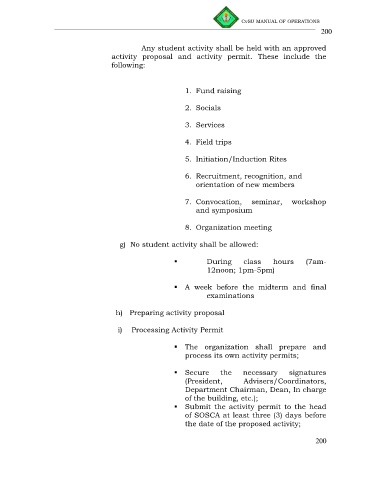 CvSU MANUAL OF OPERATIONS
200
Any student activity shall be held with an approved
activity proposal and activity permit. These include the
following:
1. Fund raising
2. Socials
3. Services
4. Field trips
5. Initiation/Induction Rites
6. Recruitment, recognition, and
orientation of new members
7. Convocation, seminar, workshop
and symposium
8. Organization meeting
g) No student activity shall be allowed:
• During class hours (7am-
12noon; 1pm-5pm)
• A week before the midterm and final
examinations
h) Preparing activity proposal
i) Processing Activity Permit
• The organization shall prepare and
process its own activity permits;
• Secure the necessary signatures
(President, Advisers/Coordinators,
Department Chairman, Dean, In charge
of the building, etc.);
• Submit the activity permit to the head
of SOSCA at least three (3) days before
the date of the proposed activity;
200